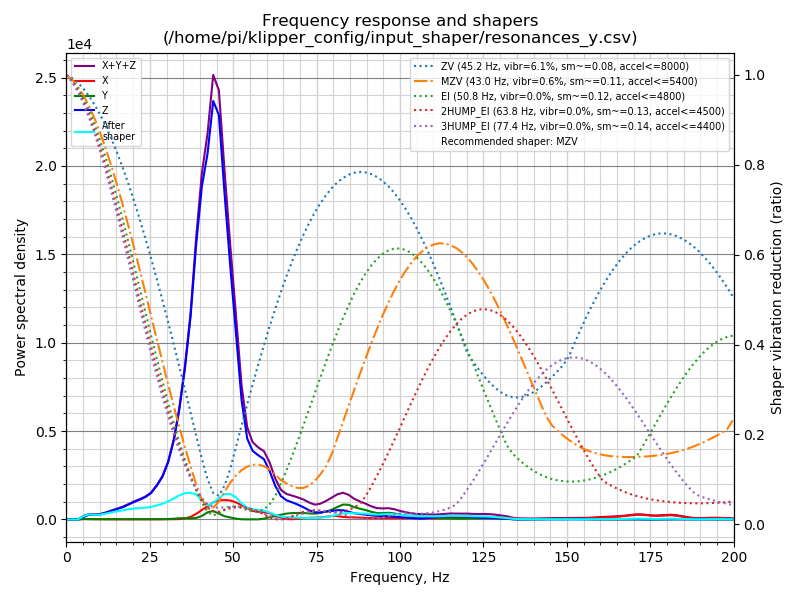 Frequency response and shapers
(/home/pi/klipper_config/input_shaper/resonances_y.csv)
1e4
X+Y+Z
X
Y
Z
After
shaper
ZV (45.2 Hz, vibr=6.1%, sm~=0.08, accel<=8000)
MZV (43.0 Hz, vibr=0.6%, sm~=0.11, accel<=5400)
EI (50.8 Hz, vibr=0.0%, sm~=0.12, accel<=4800)
2HUMP_EI (63.8 Hz, vibr=0.0%, sm~=0.13, accel<=4500)
3HUMP_EI (77.4 Hz, vibr=0.0%, sm~=0.14, accel<=4400)
Recommended shaper: MZV
Power spectral density
2.5
2.0
1.5
1.0
0.5
0.0
1.0
0.8
0.6
0.4
0.2
0.0
Shaper vibration reduction (ratio)
0 25 50 75 100 125 150 175 200
Frequency, Hz